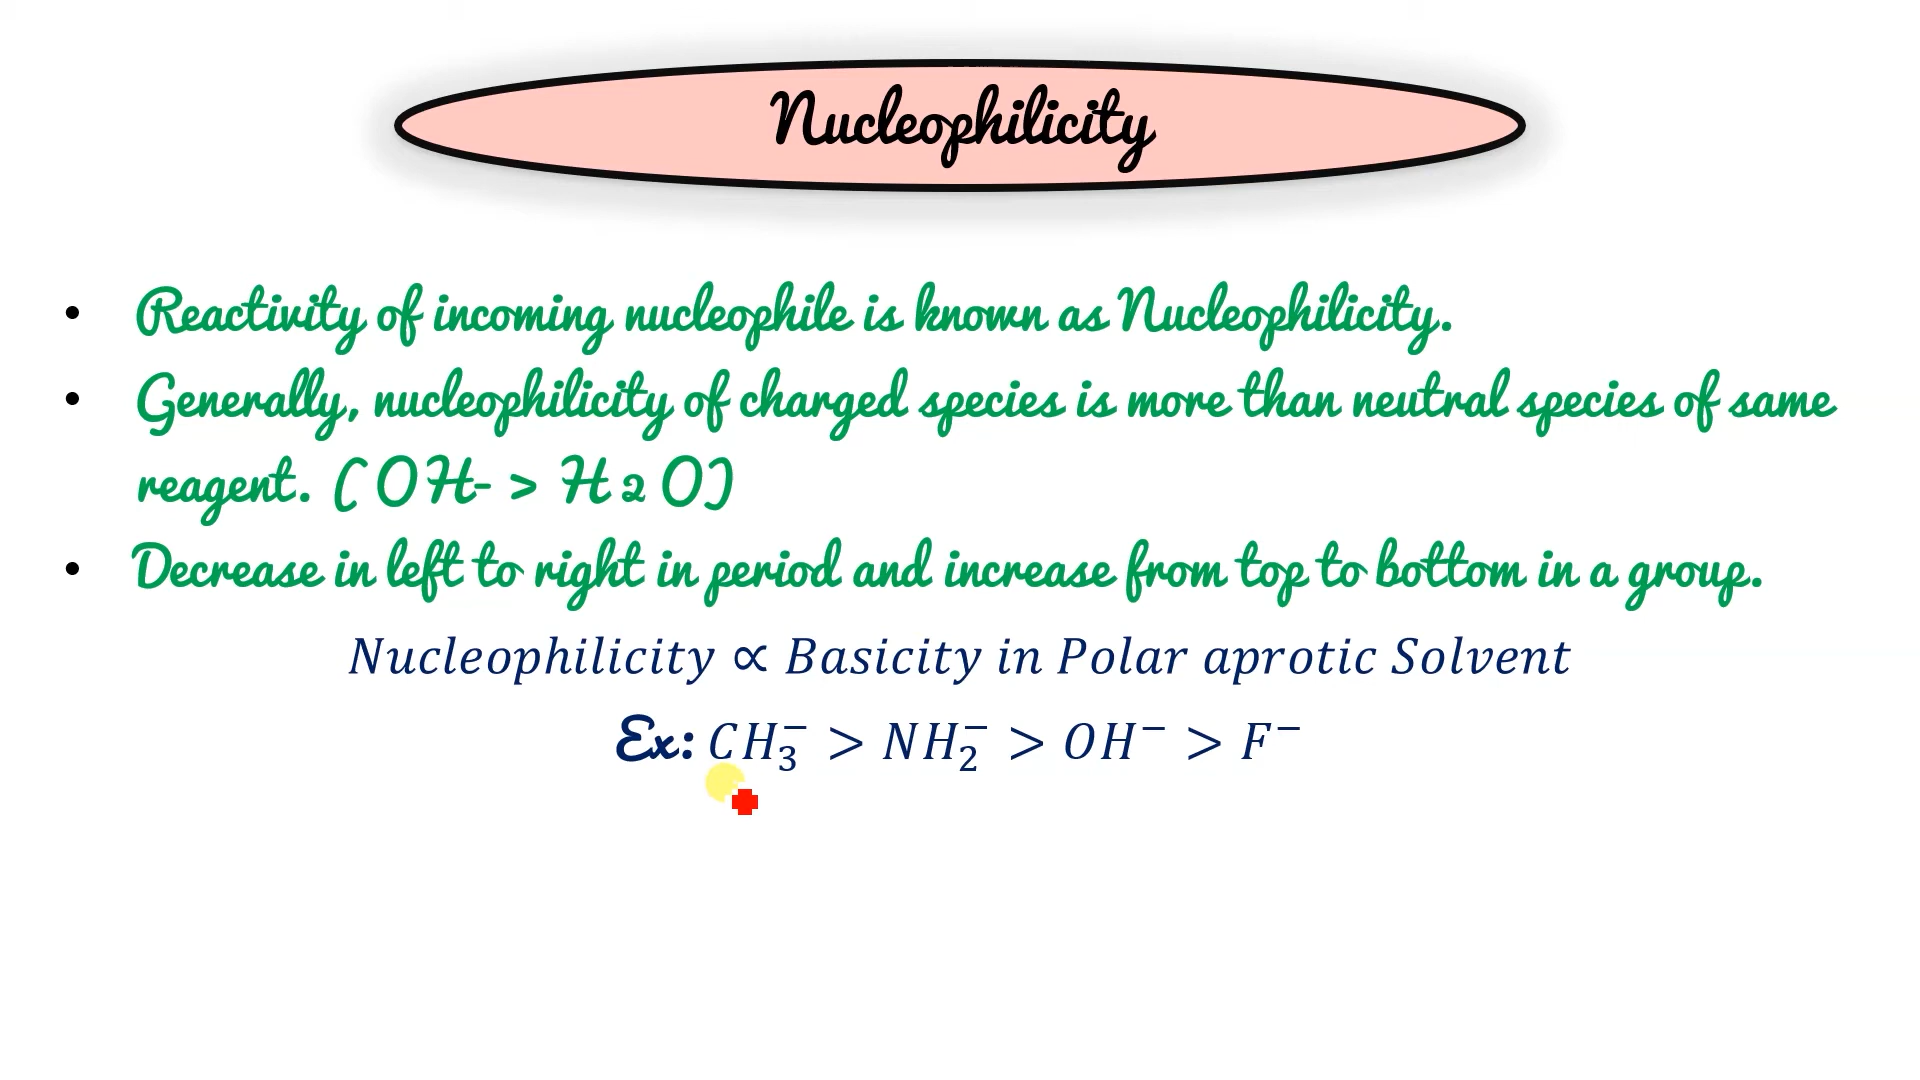 Nucleophilicity
• Reactivity of incoming nucleophile is known as Nucleophilicity.
• Generally, nucleophilicity of charged species is more than neutral species of same
reagent. ( OH- > H2O)
• Decrease in left to right in period and increase from top to bottom in a group.
Nucleophilicity ∝ Basicity in Polar aprotic Solvent
Ex: CH₃⁻ > NH₂⁻ > OH⁻ > F⁻